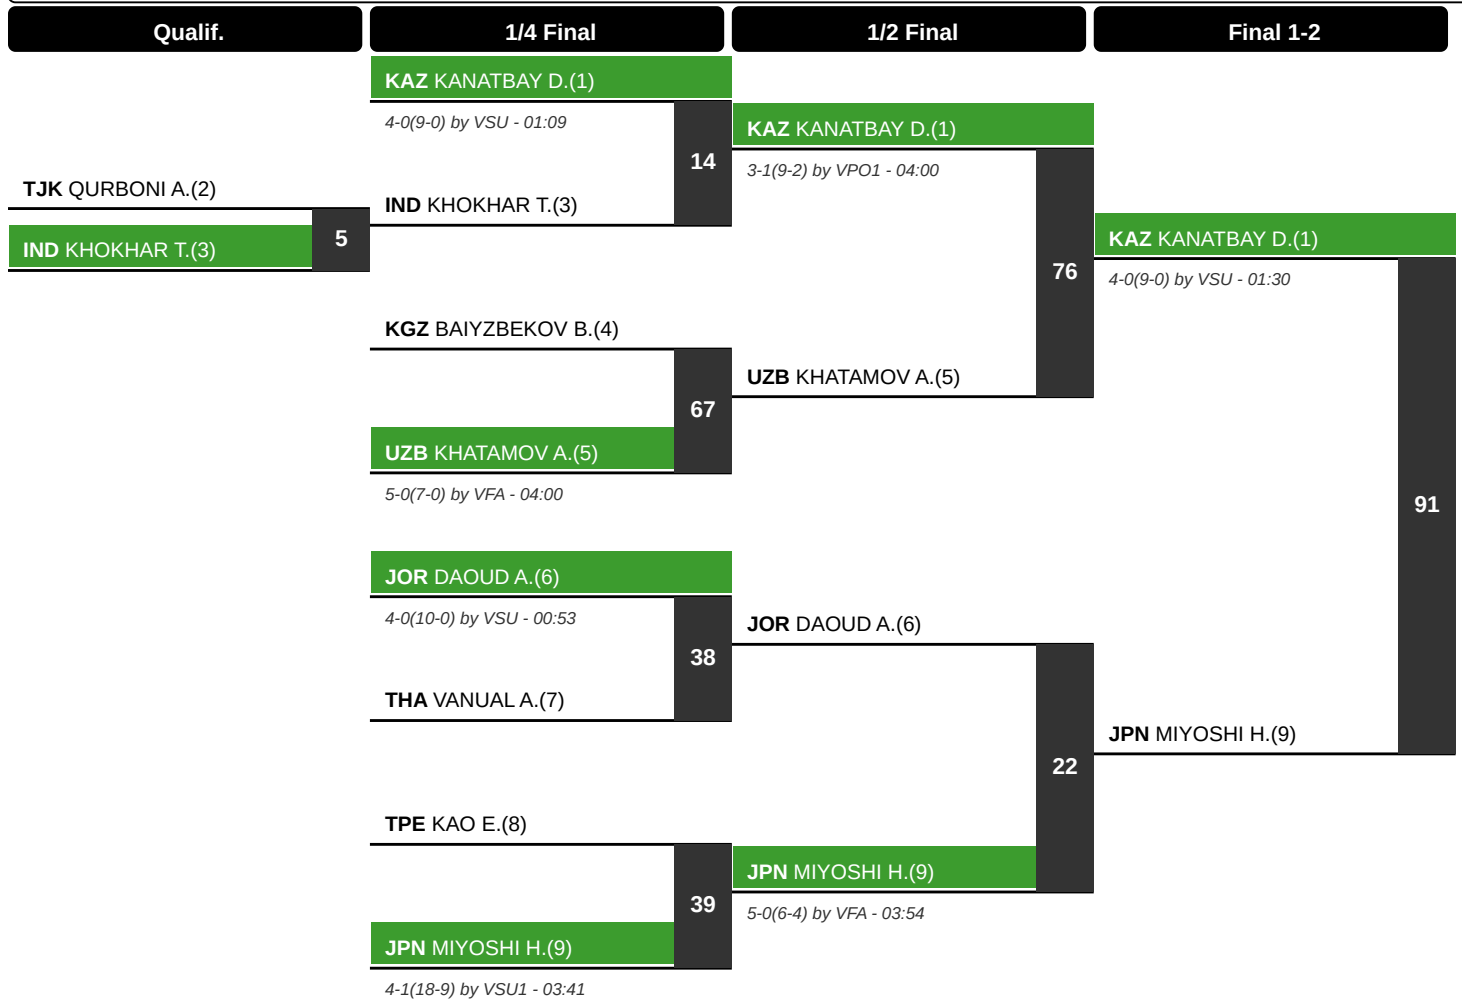 Qualif.
1/4 Final
1/2 Final
Final 1-2
TJK QURBONI A.(2)
IND KHOKHAR T.(3)
5
KAZ KANATBAY D.(1)
4-0(9-0) by VSU - 01:09
14
IND KHOKHAR T.(3)
KGZ BAIYZBEKOV B.(4)
67
UZB KHATAMOV A.(5)
5-0(7-0) by VFA - 04:00
JOR DAOUD A.(6)
4-0(10-0) by VSU - 00:53
38
THA VANUAL A.(7)
TPE KAO E.(8)
39
JPN MIYOSHI H.(9)
4-1(18-9) by VSU1 - 03:41
KAZ KANATBAY D.(1)
3-1(9-2) by VPO1 - 04:00
76
UZB KHATAMOV A.(5)
JOR DAOUD A.(6)
22
JPN MIYOSHI H.(9)
5-0(6-4) by VFA - 03:54
KAZ KANATBAY D.(1)
4-0(9-0) by VSU - 01:30
91
JPN MIYOSHI H.(9)